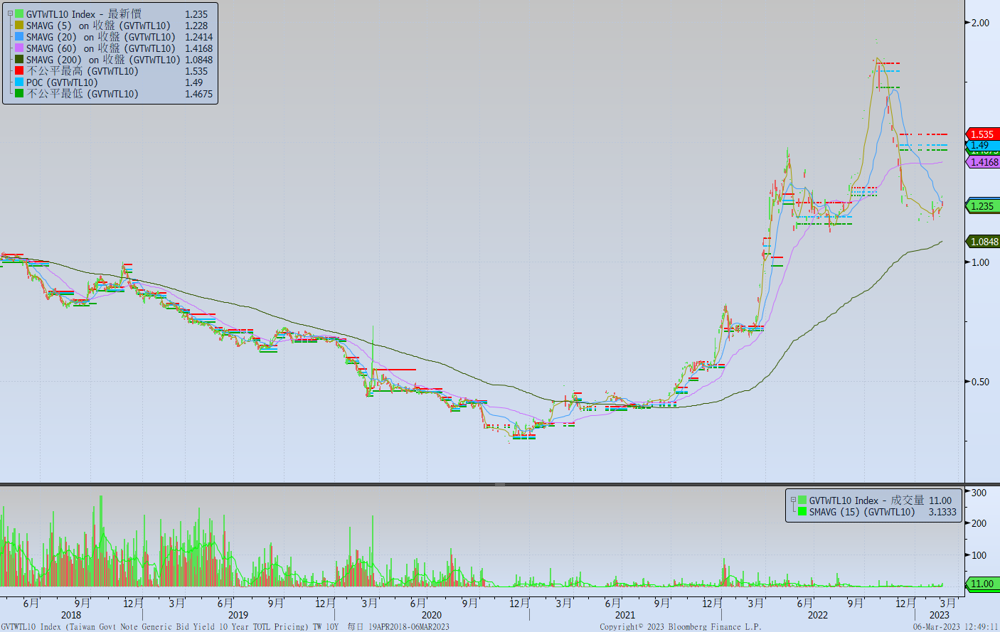 GVTWTL10 Index - 最新價 1.235
SMAVG (5) on 收盤 (GVTWTL10) 1.228
SMAVG (20) on 收盤 (GVTWTL10) 1.2414
SMAVG (60) on 收盤 (GVTWTL10) 1.4168
SMAVG (200) on 收盤 (GVTWTL10) 1.0848
不公平最高 (GVTWTL10) 1.535
POC (GVTWTL10) 1.49
不公平最低 (GVTWTL10) 1.4675
2.00
1.535
1.49
1.4675
1.4168
1.235
1.0848
1.00
0.50
GVTWTL10 Index - 成交量 11.00
SMAVG (15) (GVTWTL10) 3.1333
300
200
100
11.00
6月 9月 12月 3月 6月 9月 12月 3月 6月 9月 12月 3月 6月 9月 12月 3月 6月 9月 12月 3月
2018 2019 2020 2021 2022 2023
GVTWTL10 Index (Taiwan Govt Note Generic Bid Yield 10 Year TOTL Pricing) TW 10Y 每日 19APR2018-06MAR2023 Copyright© 2023 Bloomberg Finance L.P. 06-Mar-2023 12:49:11